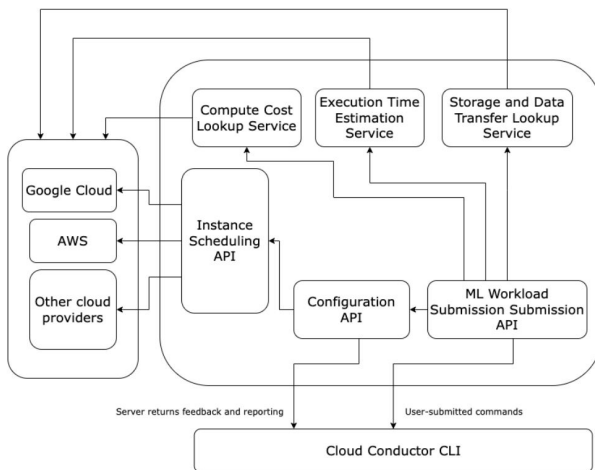 Compute Cost
Lookup Service
Execution Time
Estimation
Service
Storage and Data
Transfer Lookup
Service
Google Cloud
AWS
Other cloud
providers
Instance
Scheduling
API
Configuration
API
ML Workload
Submission Submission
API
Server returns feedback and reporting
User-submitted commands
Cloud Conductor CLI